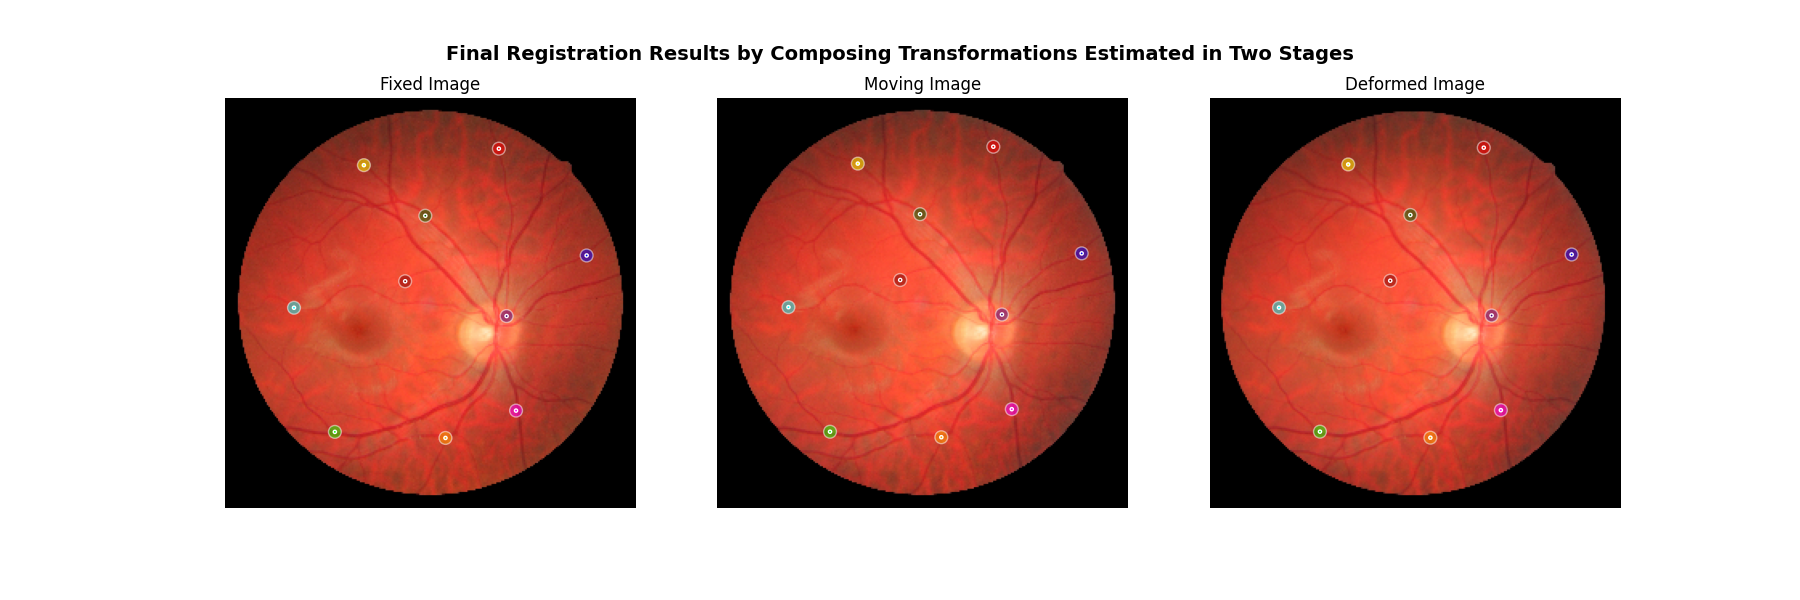 Final Registration Results by Composing Transformations Estimated in Two Stages
Fixed Image
Moving Image
Deformed Image